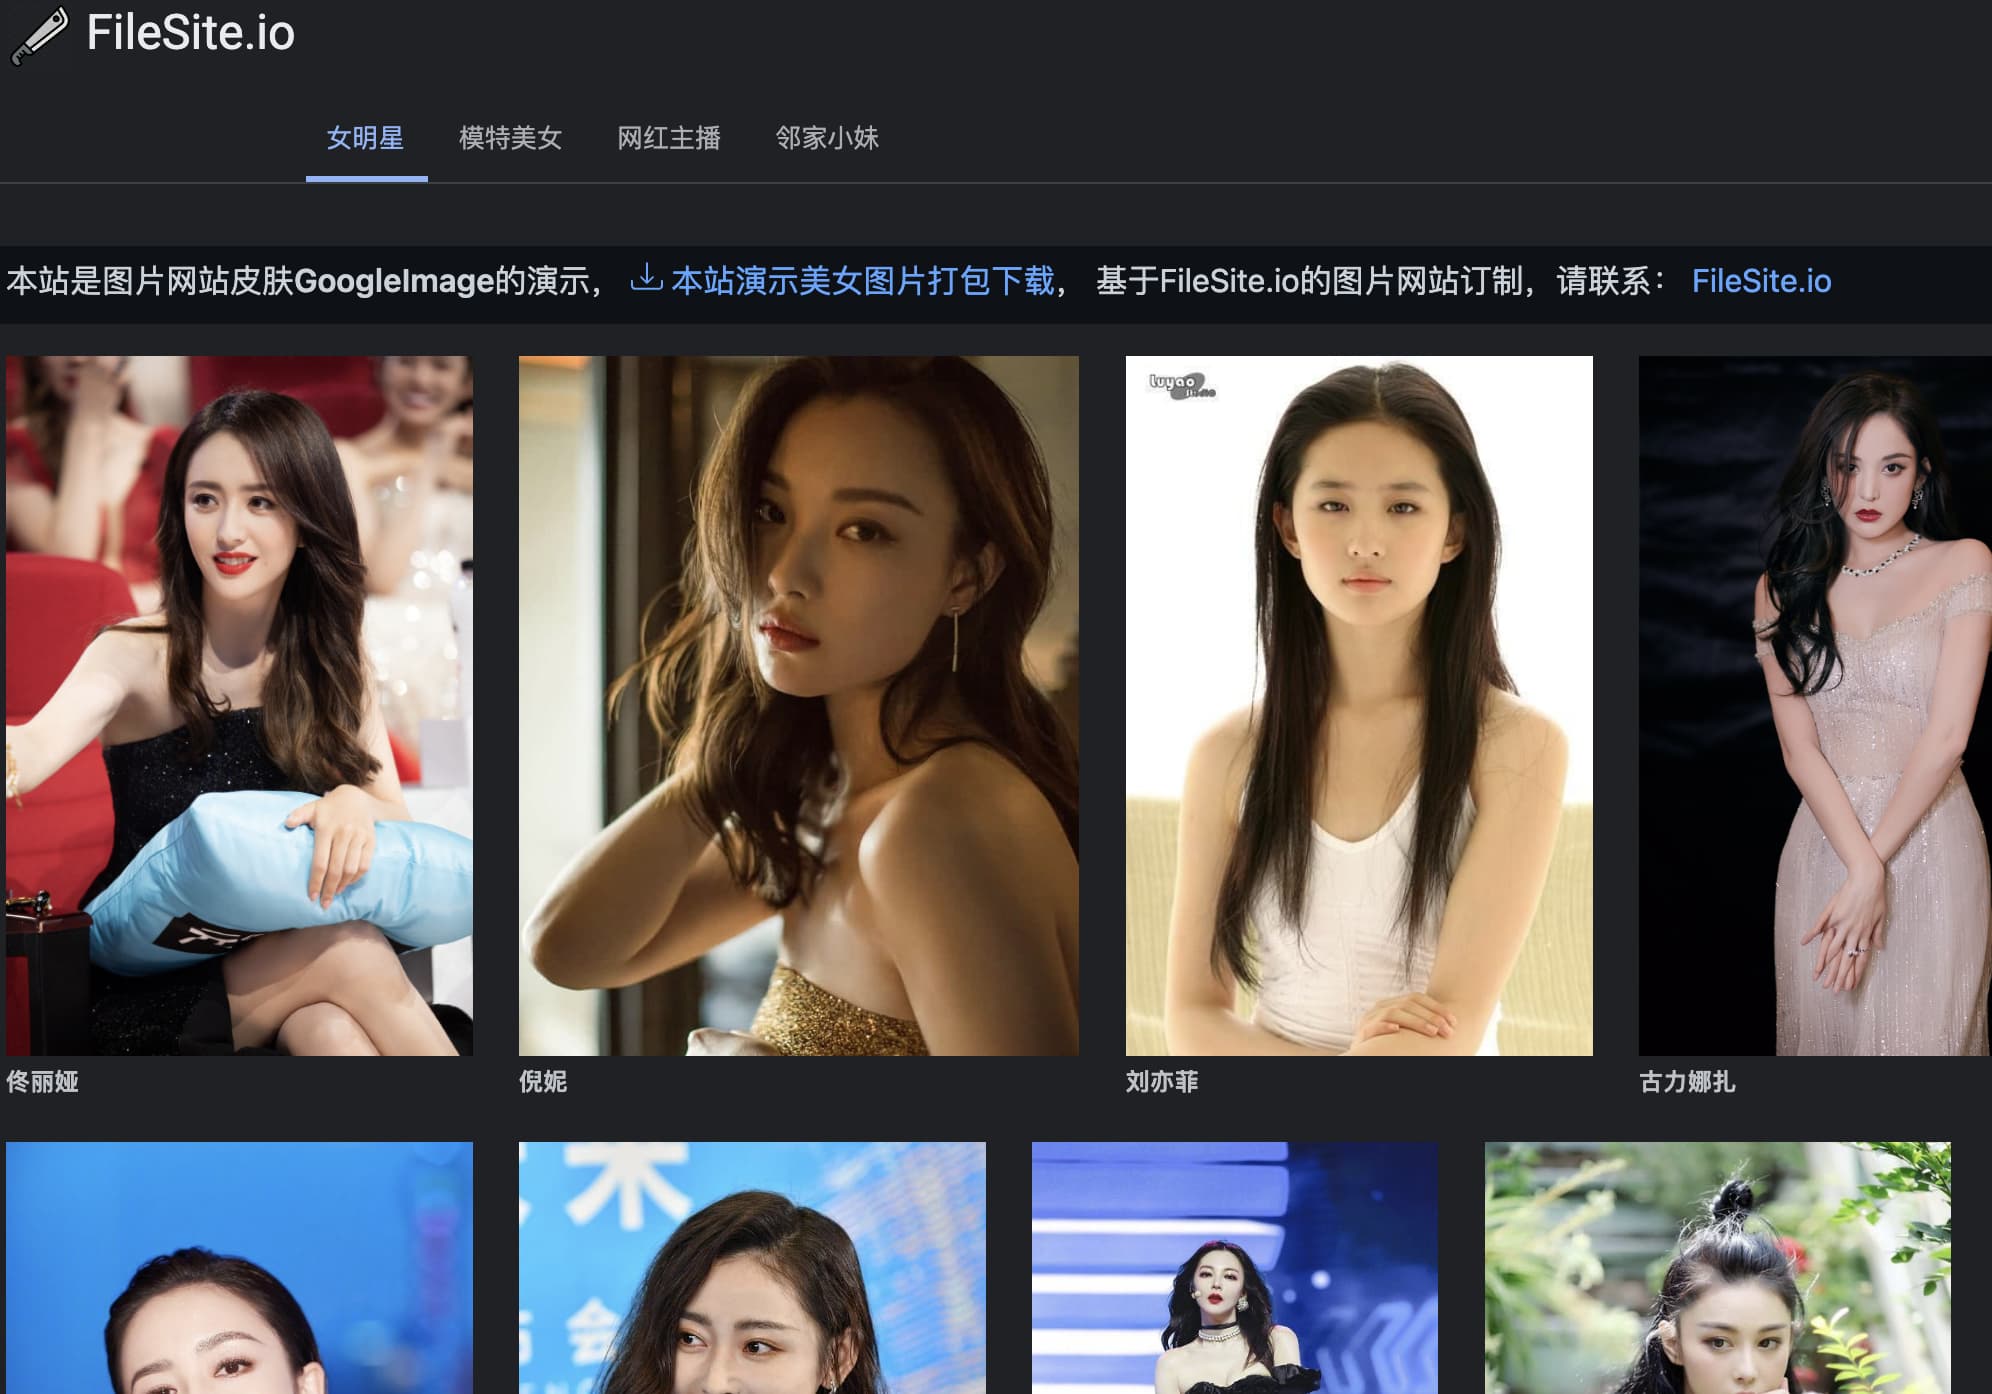 FileSite.io
女明星 模特美女 网红主播 邻家小妹
本站是图片网站皮肤GoogleImage的演示， 本站演示美女图片打包下载， 基于FileSite.io的图片网站订制，请联系： FileSite.io
luyao
studio
佟丽娅 倪妮 刘亦菲 古力娜扎
会